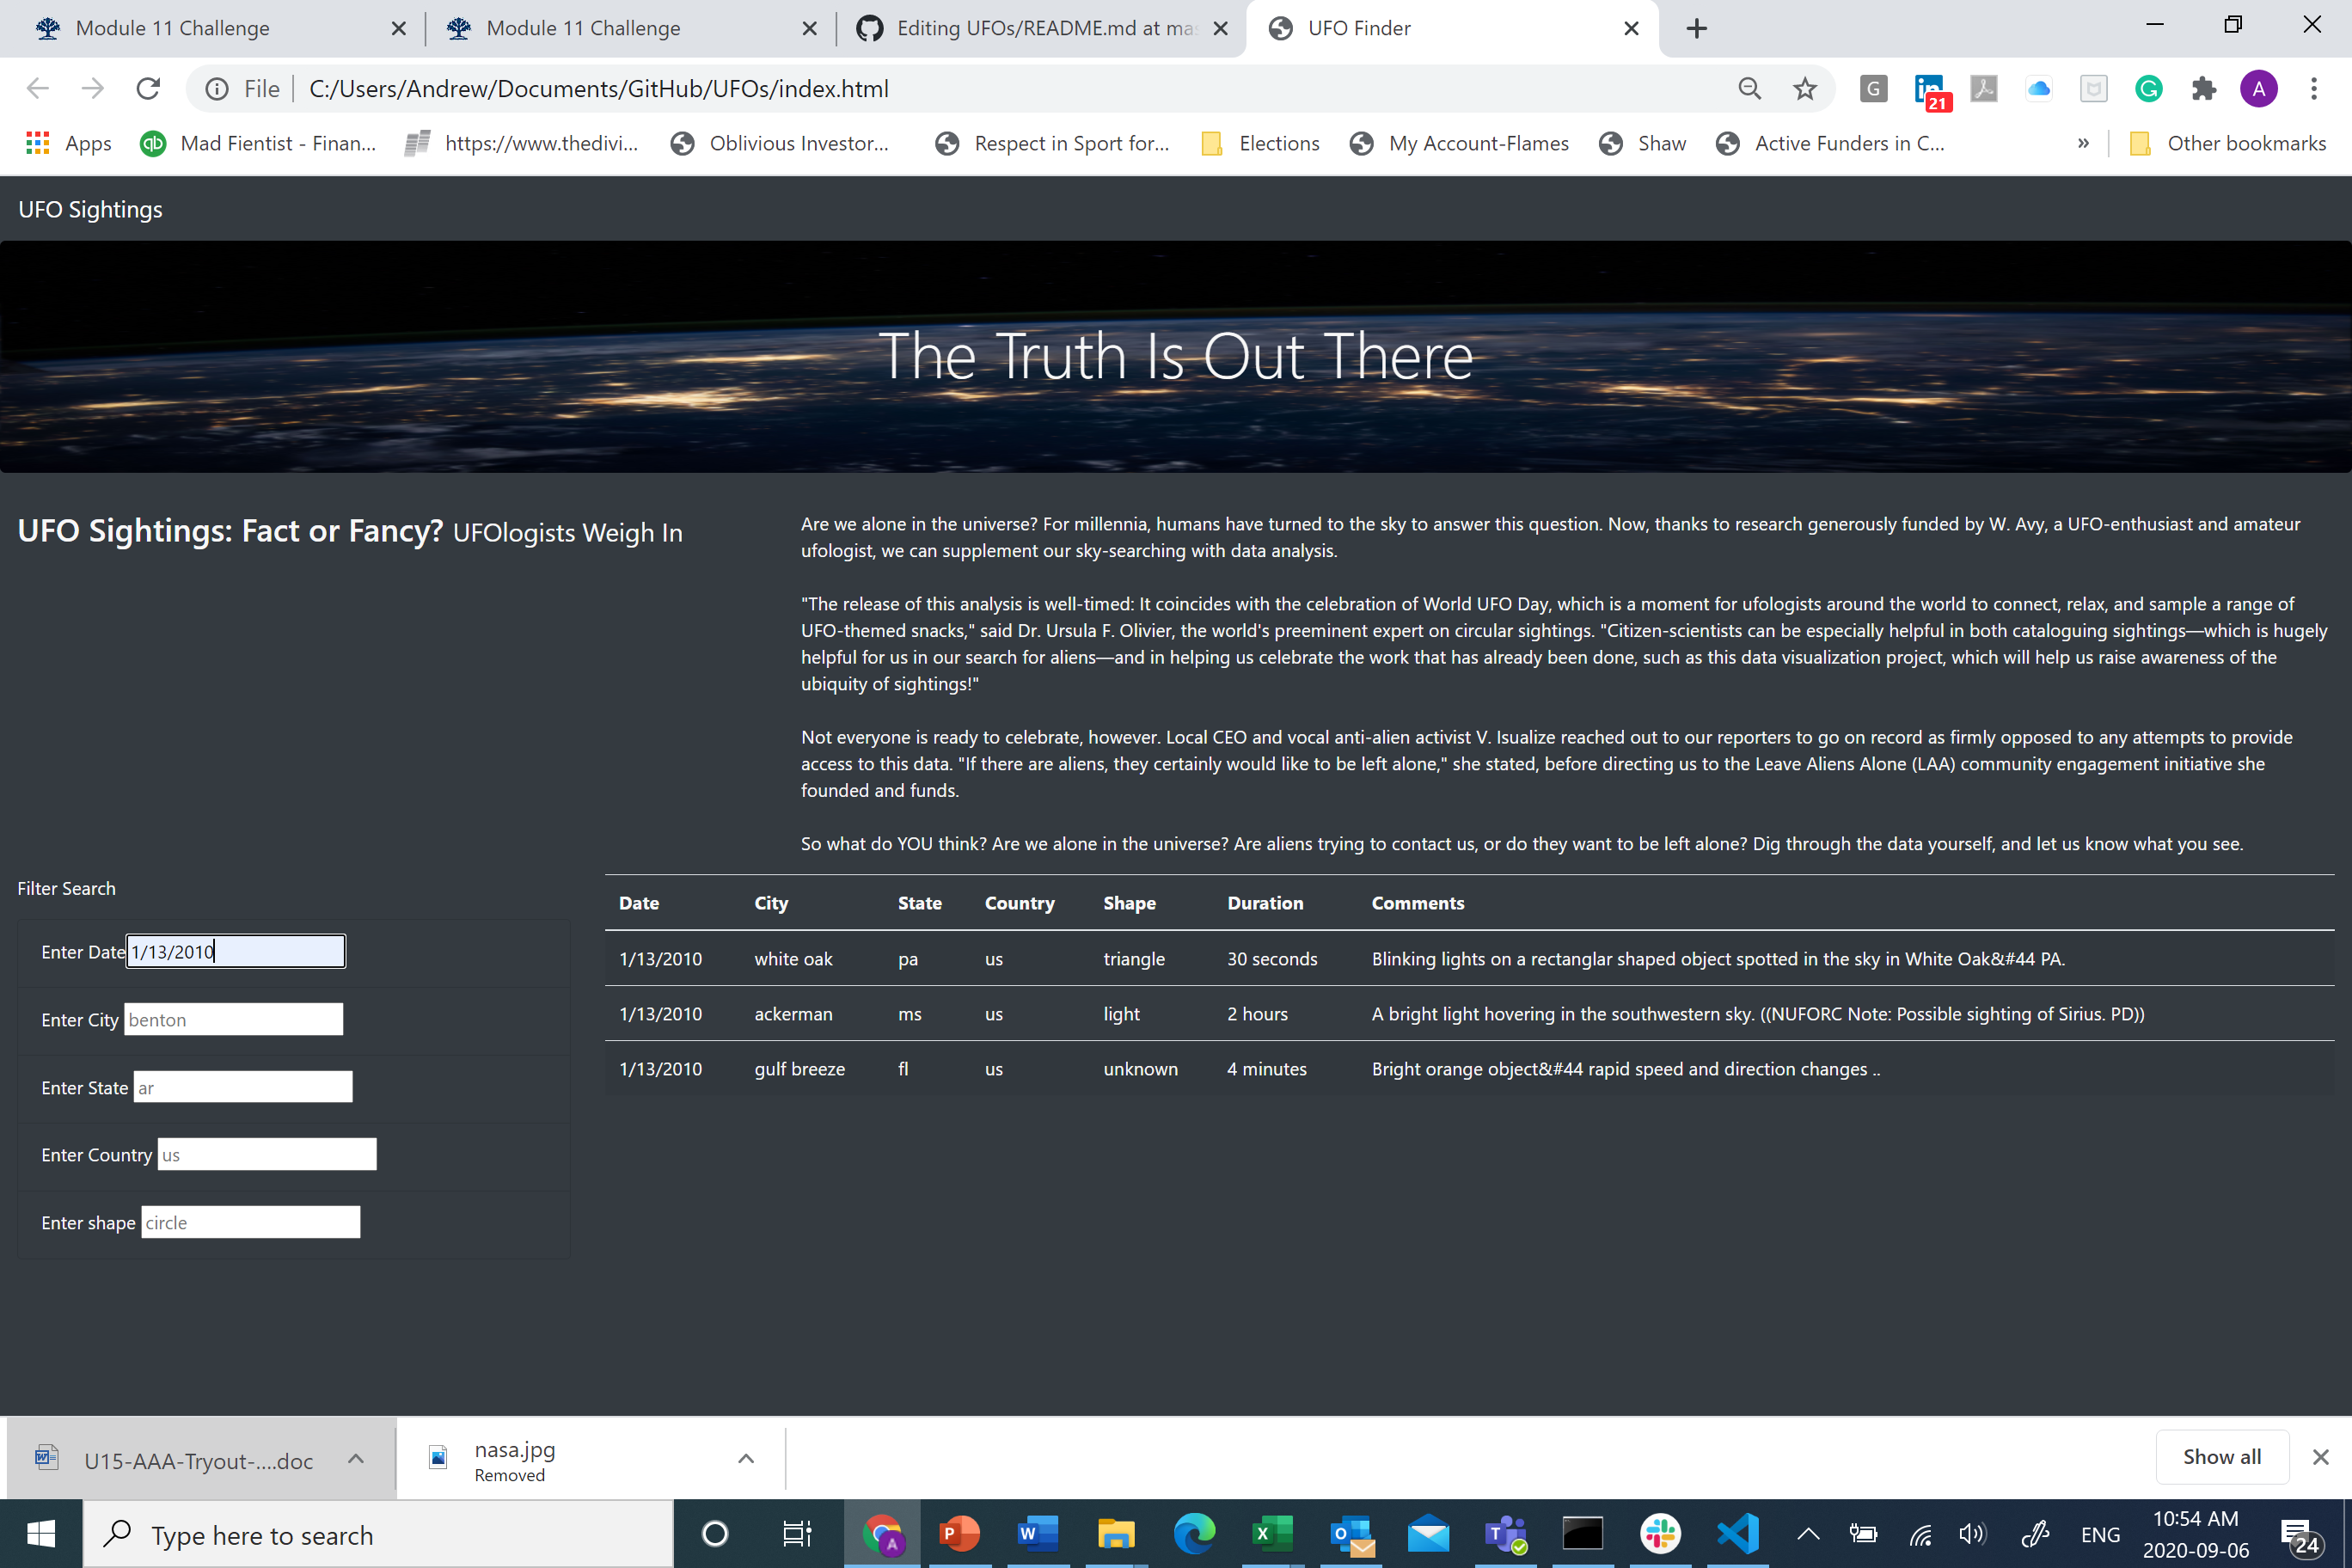 Module 11 Challenge
Module 11 Challenge
Editing UFOs/README.md at mas
UFO Finder
File
C:/Users/Andrew/Documents/GitHub/UFOs/index.html
G
in
21
A
Apps
qb
Mad Fientist - Finan...
https://www.thedivi...
Oblivious Investor...
Respect in Sport for...
Elections
My Account-Flames
Shaw
Active Funders in C...
»
Other bookmarks
UFO Sightings
The Truth Is Out There
UFO Sightings: Fact or Fancy? UFOlogists Weigh In
Are we alone in the universe? For millennia, humans have turned to the sky to answer this question. Now, thanks to research generously funded by W. Avy, a UFO-enthusiast and amateur
ufologist, we can supplement our sky-searching with data analysis.
"The release of this analysis is well-timed: It coincides with the celebration of World UFO Day, which is a moment for ufologists around the world to connect, relax, and sample a range of
UFO-themed snacks," said Dr. Ursula F. Olivier, the world's preeminent expert on circular sightings. "Citizen-scientists can be especially helpful in both cataloguing sightings—which is hugely
helpful for us in our search for aliens—and in helping us celebrate the work that has already been done, such as this data visualization project, which will help us raise awareness of the
ubiquity of sightings!"
Not everyone is ready to celebrate, however. Local CEO and vocal anti-alien activist V. Isualize reached out to our reporters to go on record as firmly opposed to any attempts to provide
access to this data. "If there are aliens, they certainly would like to be left alone," she stated, before directing us to the Leave Aliens Alone (LAA) community engagement initiative she
founded and funds.
So what do YOU think? Are we alone in the universe? Are aliens trying to contact us, or do they want to be left alone? Dig through the data yourself, and let us know what you see.
Filter Search
Enter Date 1/13/2010
Enter City benton
Enter State ar
Enter Country us
Enter shape circle
Date City State Country Shape Duration Comments
1/13/2010 white oak pa us triangle 30 seconds Blinking lights on a rectanglar shaped object spotted in the sky in White Oak&#44 PA.
1/13/2010 ackerman ms us light 2 hours A bright light hovering in the southwestern sky. ((NUFORC Note: Possible sighting of Sirius. PD))
1/13/2010 gulf breeze fl us unknown 4 minutes Bright orange object&#44 rapid speed and direction changes ..
U15-AAA-Tryout-....doc
nasa.jpg
Removed
Show all
Type here to search
ENG
10:54 AM
2020-09-06
24